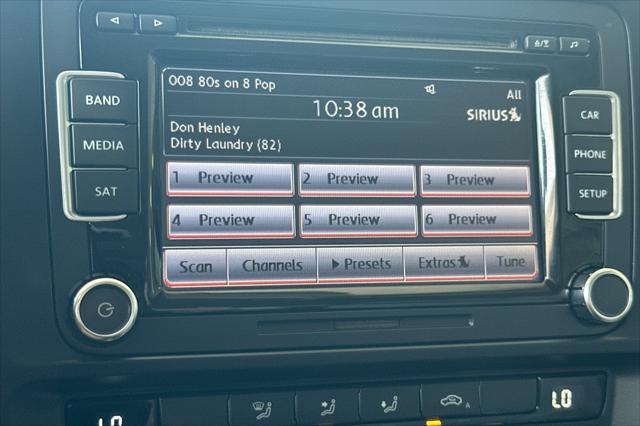 008 80s on 8 Pop
All
10:38 am
SIRIUS
Don Henley
Dirty Laundry (82)
BAND
MEDIA
SAT
CAR
PHONE
SETUP
1 Preview
2 Preview
3 Preview
4 Preview
5 Preview
6 Preview
Scan
Channels
Presets
Extras
Tune
A
LO
LO